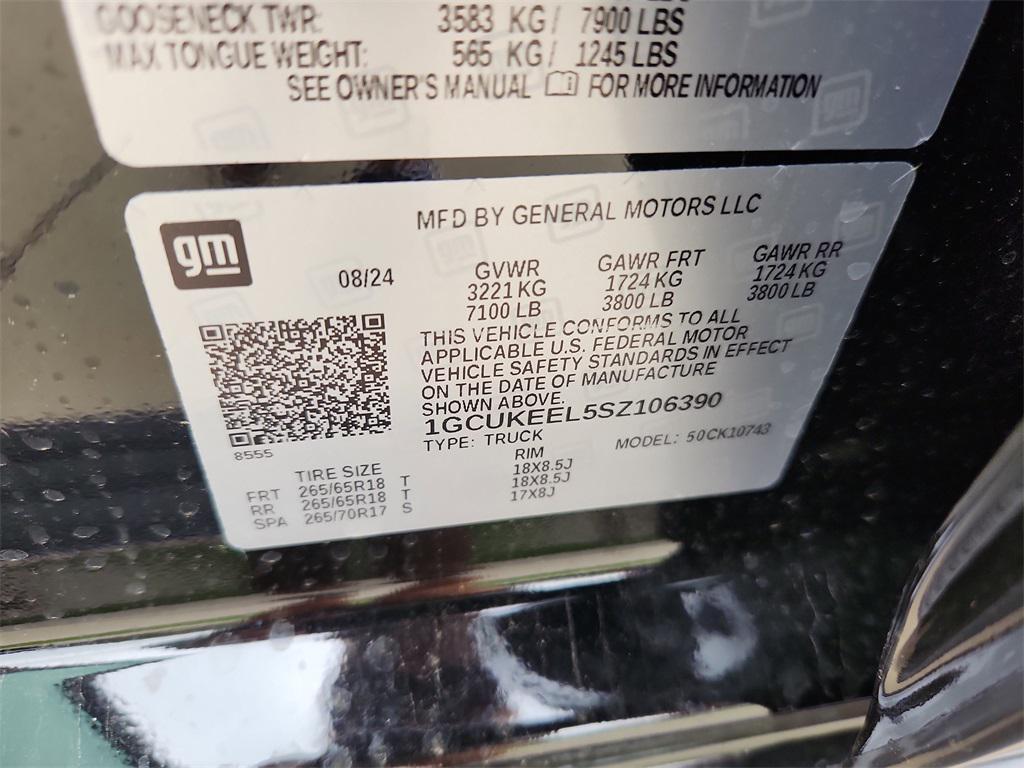 GOOSENECK TWR: 3583 KG / 7900 LBS
MAX TONGUE WEIGHT: 565 KG / 1245 LBS
SEE OWNER'S MANUAL FOR MORE INFORMATION
gm
MFD BY GENERAL MOTORS LLC
08/24
GVWR GAWR FRT GAWR RR
3221 KG 1724 KG 1724 KG
7100 LB 3800 LB 3800 LB
THIS VEHICLE CONFORMS TO ALL
APPLICABLE U.S. FEDERAL MOTOR
VEHICLE SAFETY STANDARDS IN EFFECT
ON THE DATE OF MANUFACTURE
SHOWN ABOVE.
1GCUKEEL5SZ106390
TYPE: TRUCK MODEL: 50CK10743
8555
TIRE SIZE RIM
FRT 265/65R18 T 18X8.5J
RR 265/65R18 T 18X8.5J
SPA 265/70R17 S 17X8J